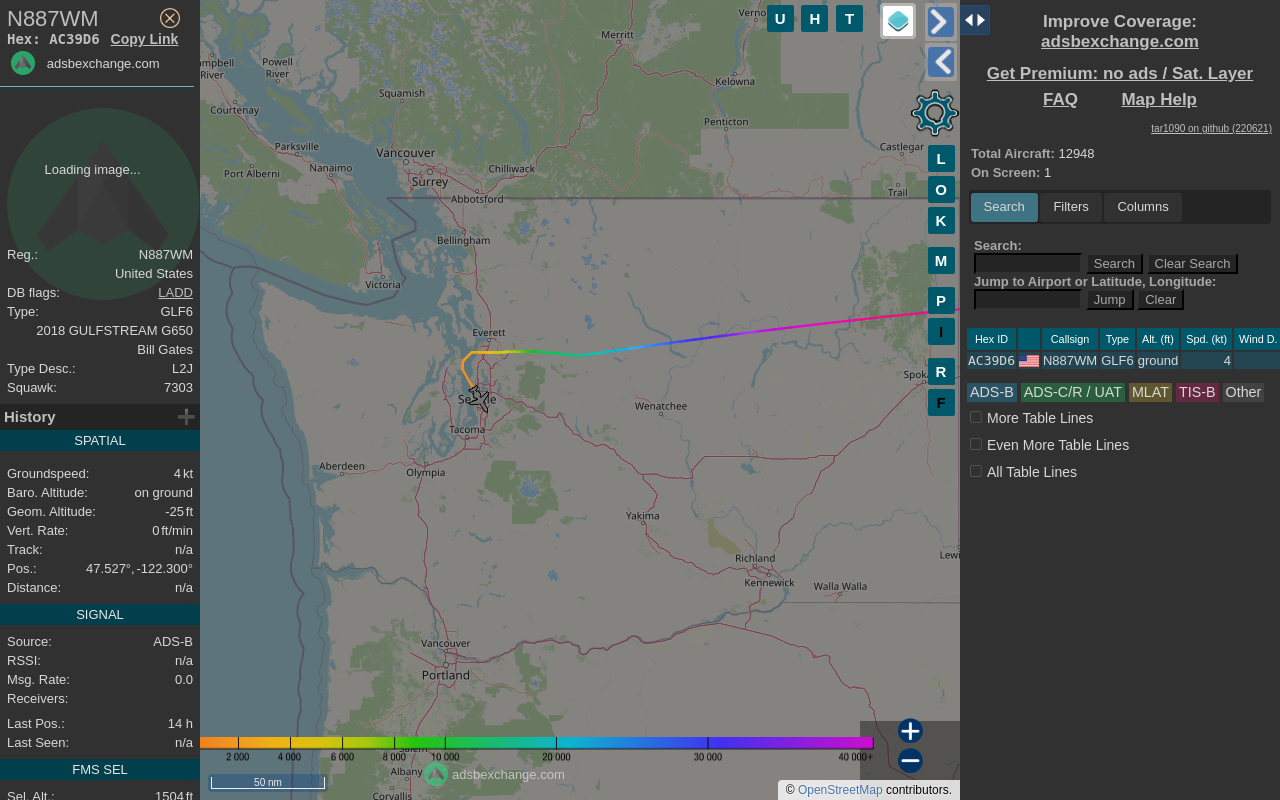 N887WM
Hex: AC39D6 Copy Link
adsbexchange.com
Loading image...
Reg.: N887WM
United States
DB flags: LADD
Type: GLF6
2018 GULFSTREAM G650
Bill Gates
Type Desc.: L2J
Squawk: 7303
History
SPATIAL
Groundspeed: 4 kt
Baro. Altitude: on ground
Geom. Altitude: -25 ft
Vert. Rate: 0 ft/min
Track: n/a
Pos.: 47.527°, -122.300°
Distance: n/a
SIGNAL
Source: ADS-B
RSSI: n/a
Msg. Rate: 0.0
Receivers:
Last Pos.: 14 h
Last Seen: n/a
FMS SEL
Sel. Alt.: 1504 ft
U H T
L
O
K
M
P
I
R
F
Merritt
Powell
River
River
Squamish
Kelowna
Courtenay
Penticton
Parksville
Vancouver
Castlegar
Port Alberni
Nanaimo
Chilliwack
Surrey
Abbotsford
Trail
Bellingham
Victoria
Everett
Wenatchee
Tacoma
Aberdeen
Olympia
Yakima
Richland
Kennewick
Walla Walla
Vancouver
Portland
Albany
Corvallis
2 000 4 000 6 000 8 000 10 000 20 000 30 000 40 000+
adsbexchange.com
50 nm
© OpenStreetMap contributors.
Improve Coverage:
adsbexchange.com
Get Premium: no ads / Sat. Layer
FAQ Map Help
tar1090 on github (220621)
Total Aircraft: 12948
On Screen: 1
Search Filters Columns
Search:
Search Clear Search
Jump to Airport or Latitude, Longitude:
Jump Clear
Hex ID Callsign Type Alt. (ft) Spd. (kt) Wind D.
AC39D6 N887WM GLF6 ground 4
ADS-B ADS-C/R / UAT MLAT TIS-B Other
More Table Lines
Even More Table Lines
All Table Lines